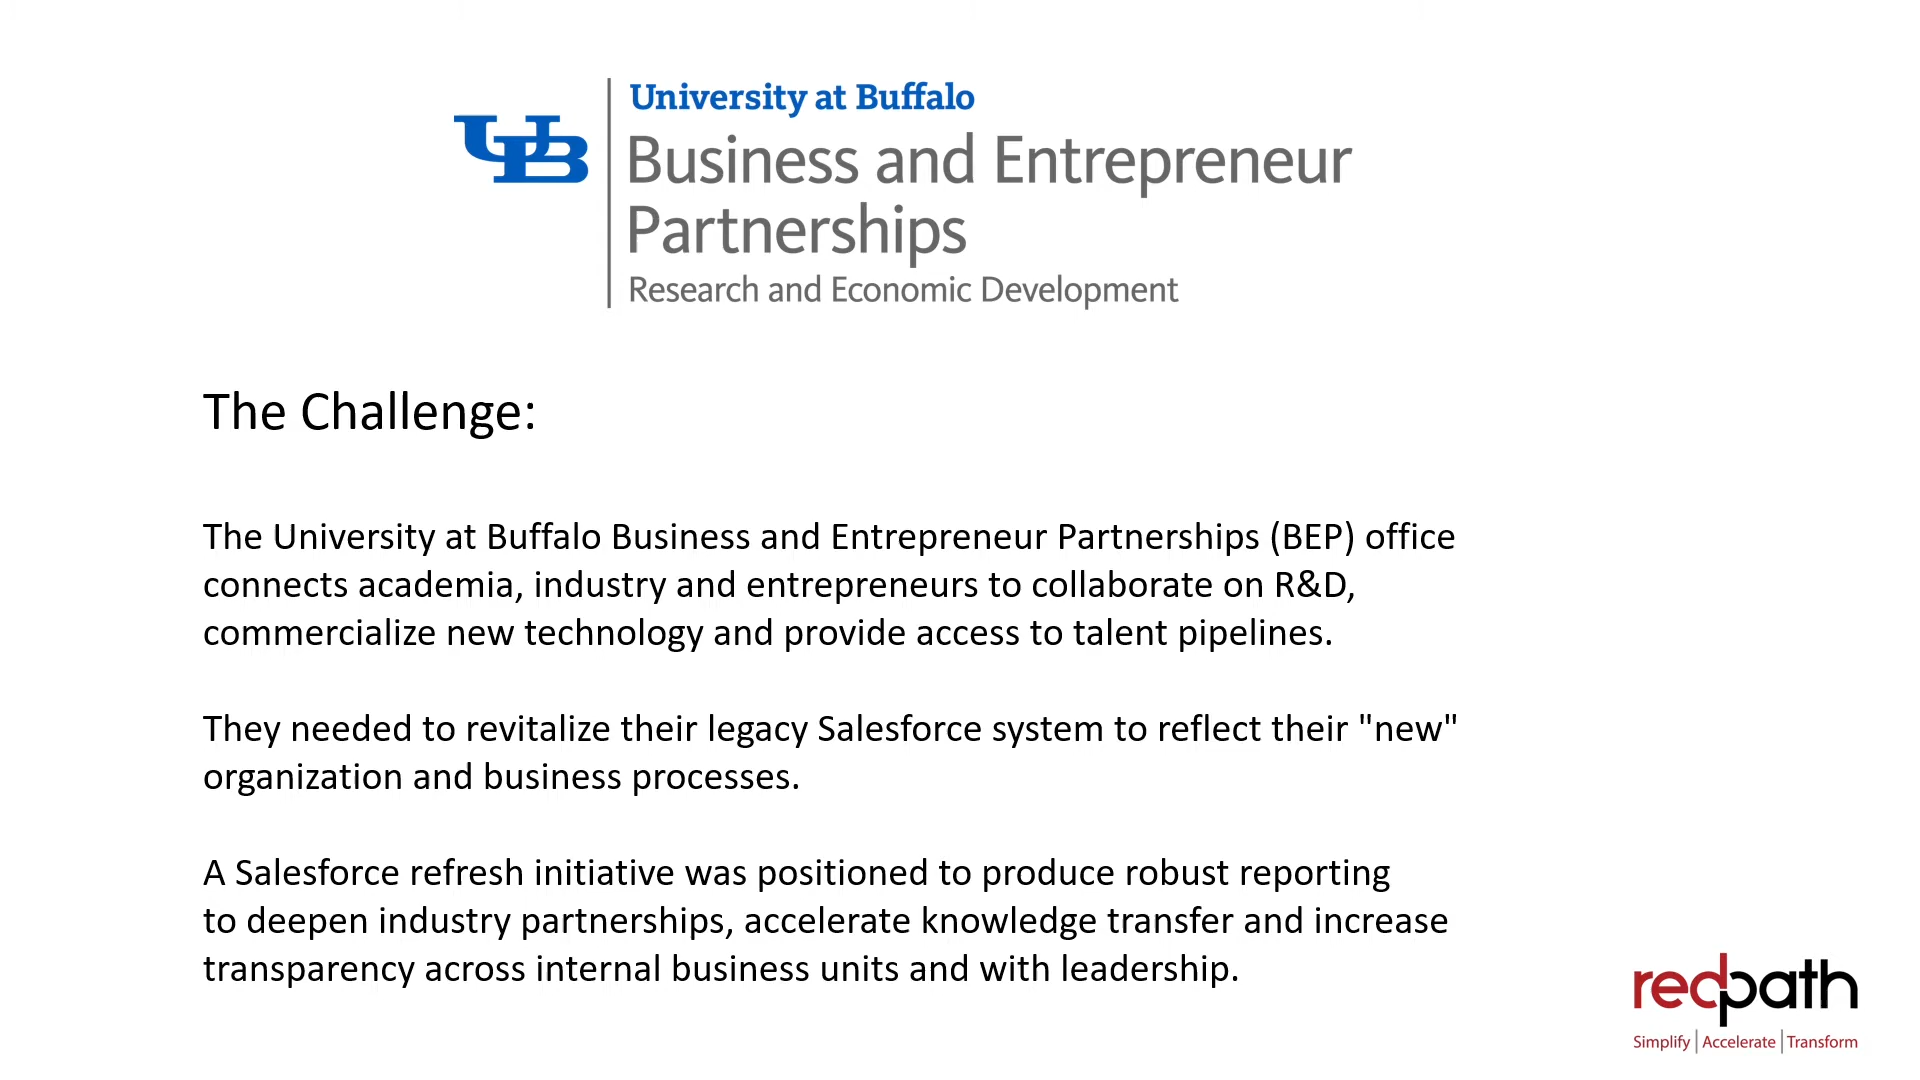 UB
University at Buffalo
Business and Entrepreneur
Partnerships
Research and Economic Development
The Challenge:
The University at Buffalo Business and Entrepreneur Partnerships (BEP) office
connects academia, industry and entrepreneurs to collaborate on R&D,
commercialize new technology and provide access to talent pipelines.
They needed to revitalize their legacy Salesforce system to reflect their "new"
organization and business processes.
A Salesforce refresh initiative was positioned to produce robust reporting
to deepen industry partnerships, accelerate knowledge transfer and increase
transparency across internal business units and with leadership.
redpath
Simplify | Accelerate | Transform